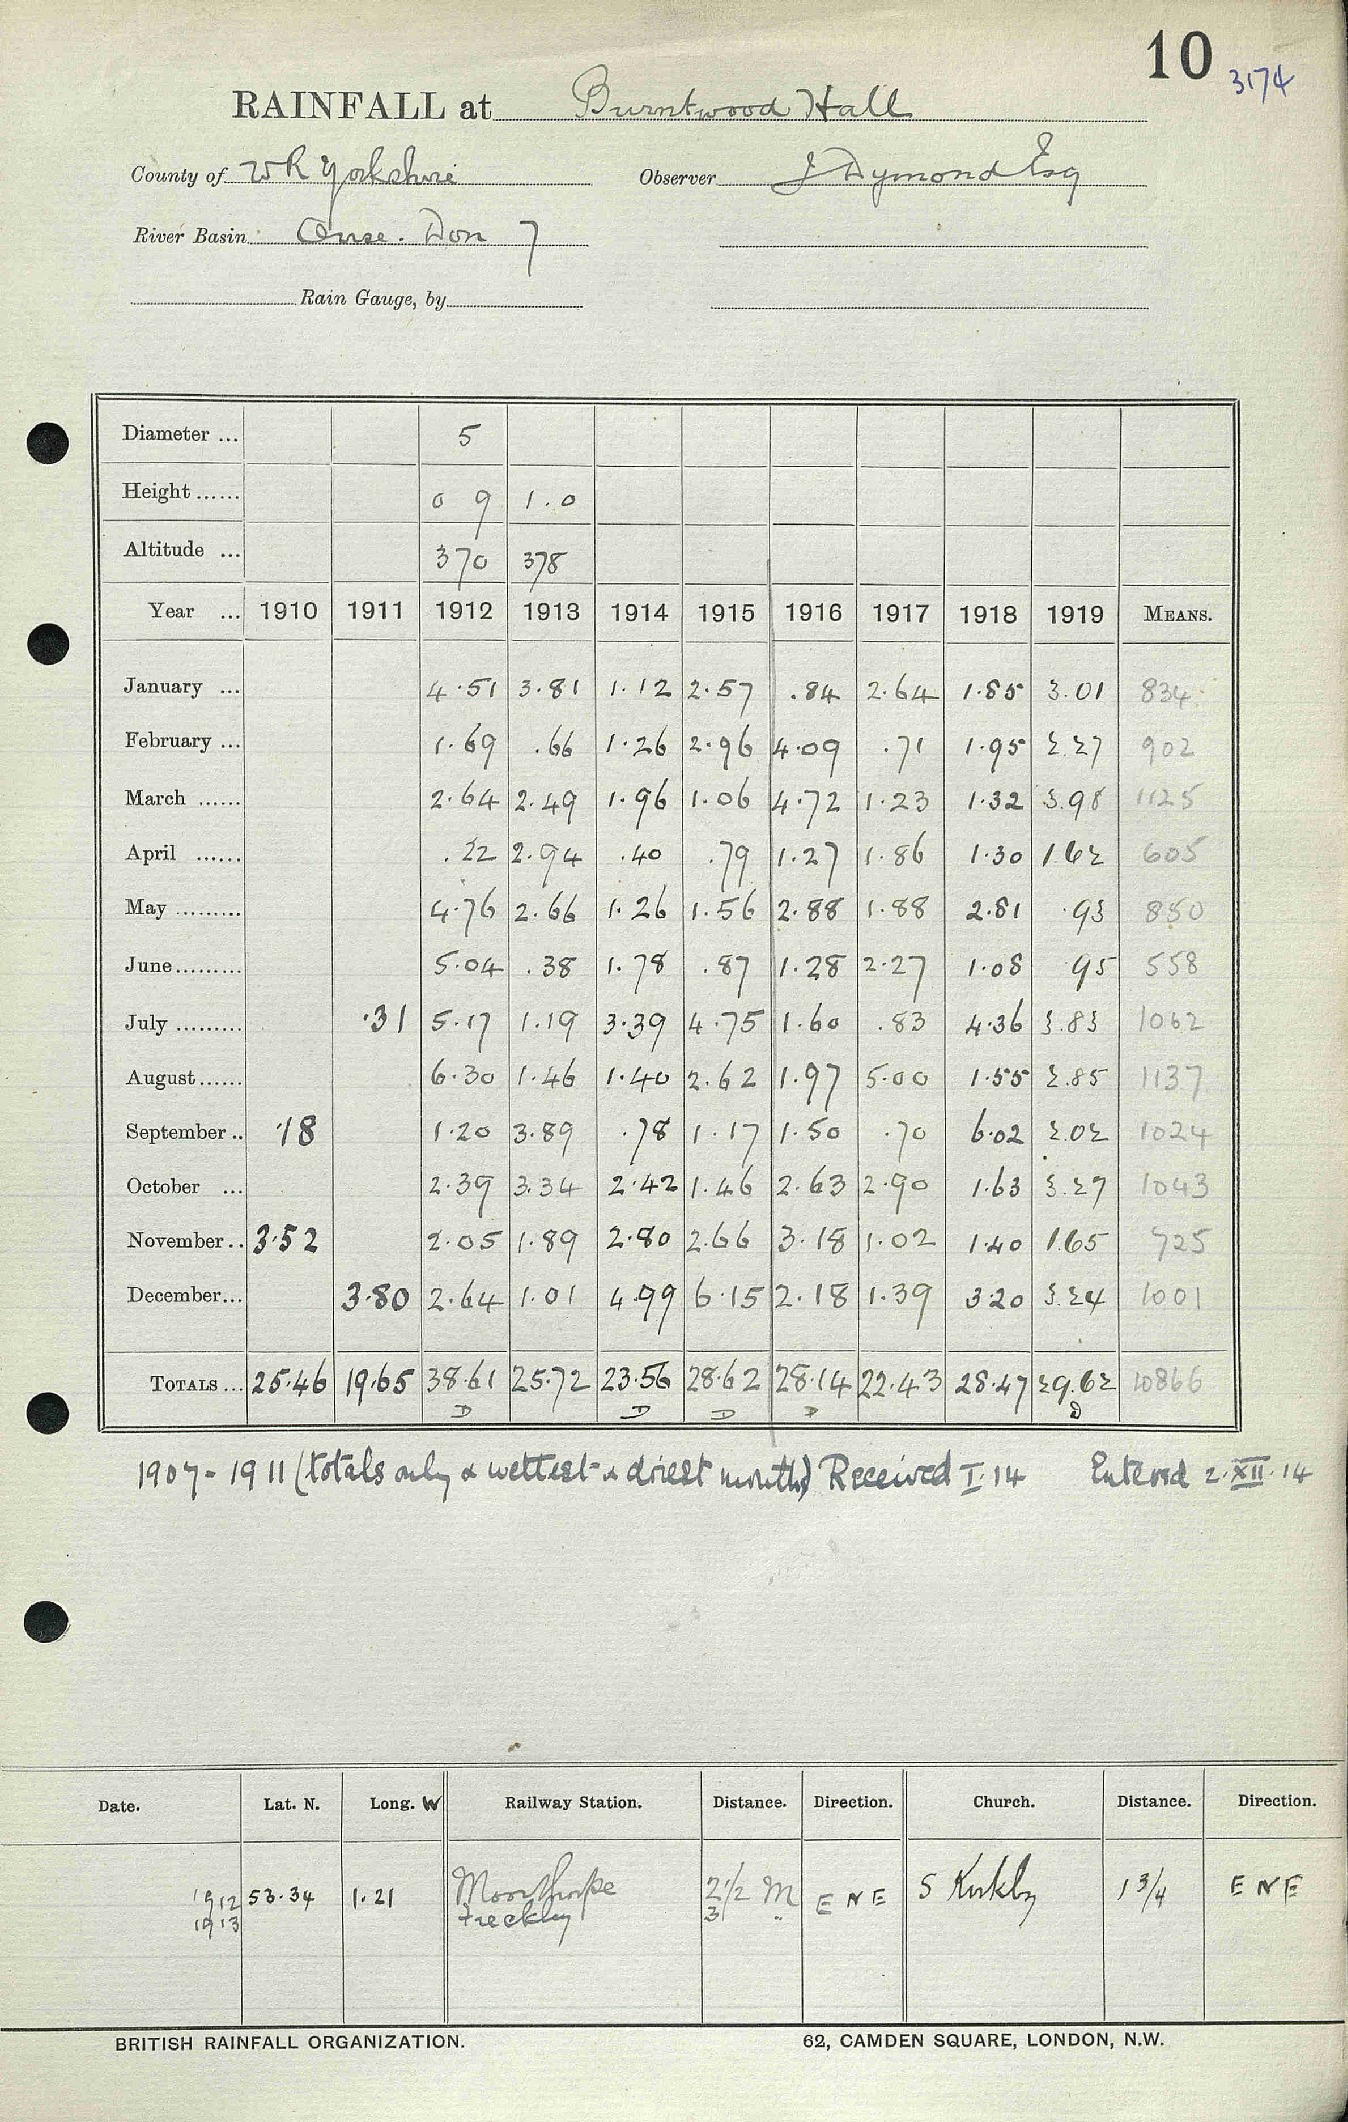 10
3174
RAINFALL at Burntwood Hall
County of W R Yorkshire Observer J Dymond Esq
River Basin Ouse. Don 7
Rain Gauge, by
Diameter ... 5
Height ...... 0 9 1.0
Altitude ... 370 378
Year ... 1910 1911 1912 1913 1914 1915 1916 1917 1918 1919 MEANS.
January ... 4.51 3.81 1.12 2.57 .84 2.64 1.85 3.01 834
February ... 1.69 .66 1.26 2.96 4.09 .71 1.95 2.27 902
March ...... 2.64 2.49 1.96 1.06 4.72 1.23 1.32 3.98 1125
April ...... .22 2.94 .40 .79 1.27 1.86 1.30 1.62 605
May ......... 4.76 2.66 1.26 1.56 2.88 1.88 2.81 .93 850
June......... 5.04 .38 1.78 .87 1.28 2.27 1.08 95 558
July ......... .31 5.17 1.19 3.39 4.75 1.60 .83 4.36 3.83 1062
August...... 6.30 1.46 1.40 2.62 1.97 5.00 1.55 2.85 1137
September .. .18 1.20 3.89 .78 1.17 1.50 .70 6.02 2.02 1024
October ... 2.39 3.34 2.42 1.46 2.63 2.90 1.63 3.27 1043
November .. 3.52 2.05 1.89 2.80 2.66 3.18 1.02 1.40 1.65 725
December... 3.80 2.64 1.01 4.99 6.15 2.18 1.39 3.20 3.24 1001
TOTALS ... 25.46 19.65 38.61 25.72 23.56 28.62 28.14 22.43 28.47 29.62 10866
D D D D D
1907-1911 (totals only & wettest & driest months) Received I.14 Entered 2.XII.14
Date. Lat. N. Long. W Railway Station. Distance. Direction. Church. Distance. Direction.
1912 53.34 1.21 Moorthorpe 2½ M E N E S Kirkby 1¾ E N E
1913 3 "
BRITISH RAINFALL ORGANIZATION. 62, CAMDEN SQUARE, LONDON, N.W.